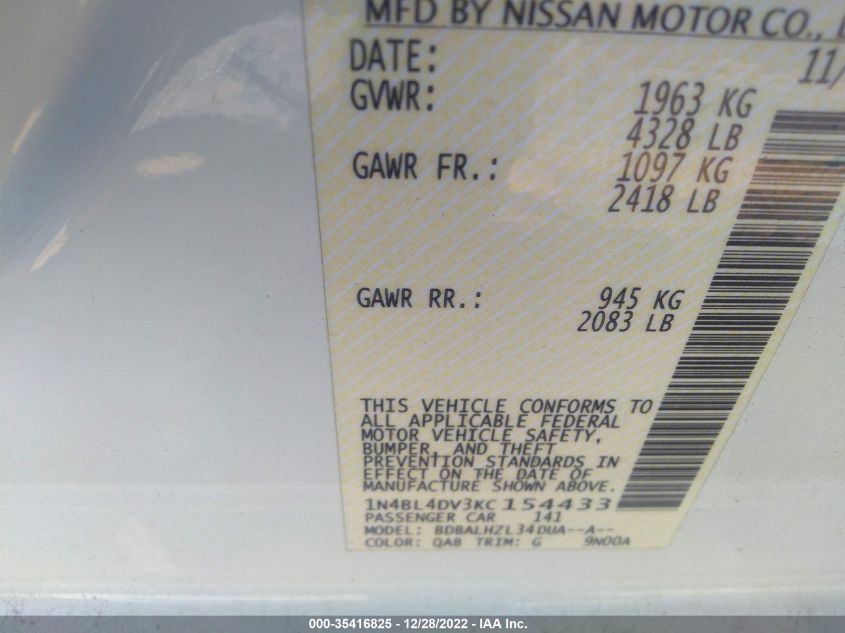 MFD BY NISSAN MOTOR CO.,
DATE: 11/
GVWR: 1963 KG
4328 LB
GAWR FR.: 1097 KG
2418 LB
GAWR RR.: 945 KG
2083 LB
THIS VEHICLE CONFORMS TO
ALL APPLICABLE FEDERAL
MOTOR VEHICLE SAFETY,
BUMPER, AND THEFT
PREVENTION STANDARDS IN
EFFECT ON THE DATE OF
MANUFACTURE SHOWN ABOVE.
1N4BL4DV3KC154433
PASSENGER CAR 141
MODEL: BDBALHZL34DUA--A--
COLOR: QAB TRIM: G 9N00A
000-35416825 - 12/28/2022 - IAA Inc.